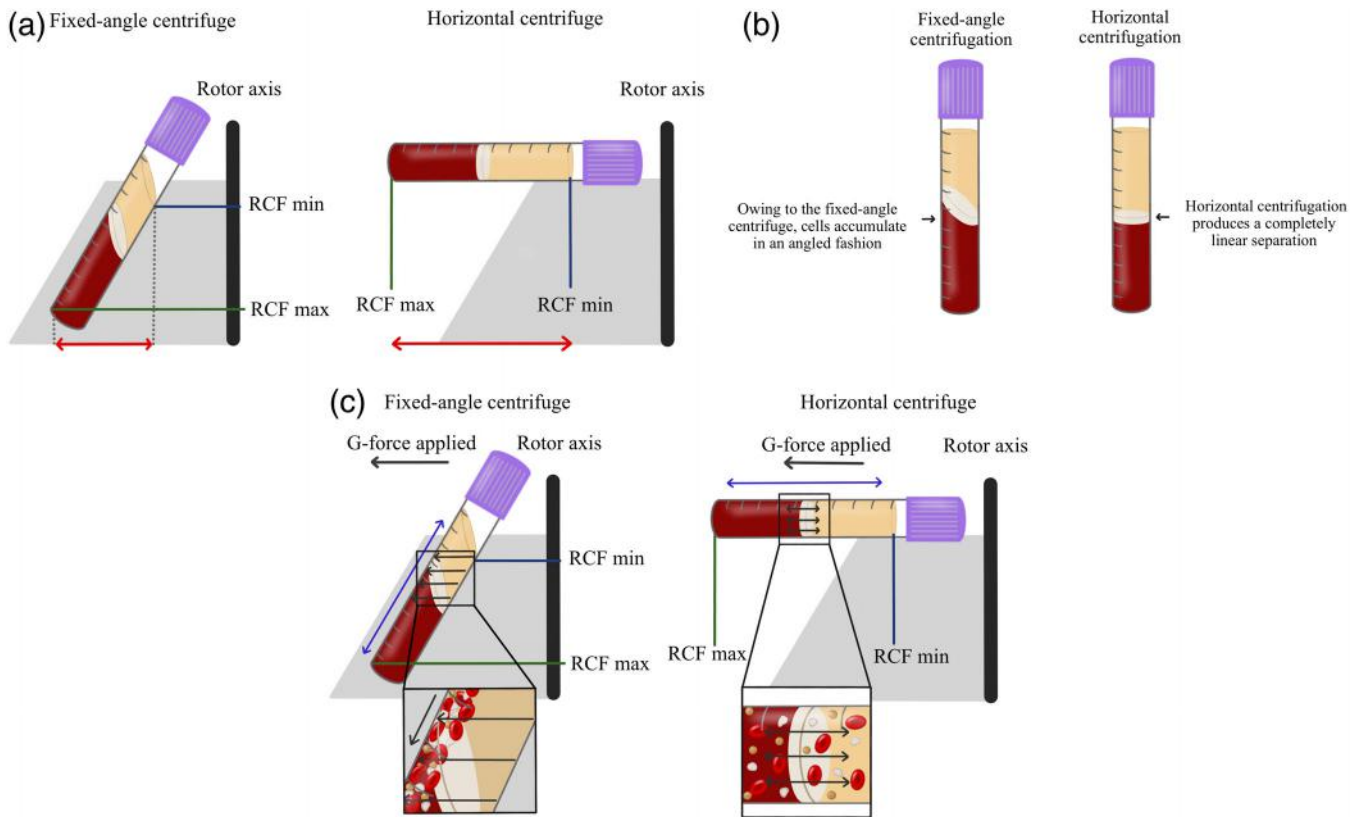 (a)
Fixed-angle centrifuge
Horizontal centrifuge
Rotor axis
Rotor axis
RCF min
RCF max
RCF max
RCF min
(b)
Fixed-angle
centrifugation
Horizontal
centrifugation
Owing to the fixed-angle
centrifuge, cells accumulate
in an angled fashion
Horizontal centrifugation
produces a completely
linear separation
(c)
Fixed-angle centrifuge
Horizontal centrifuge
G-force applied
Rotor axis
G-force applied
Rotor axis
RCF min
RCF max
RCF max
RCF min